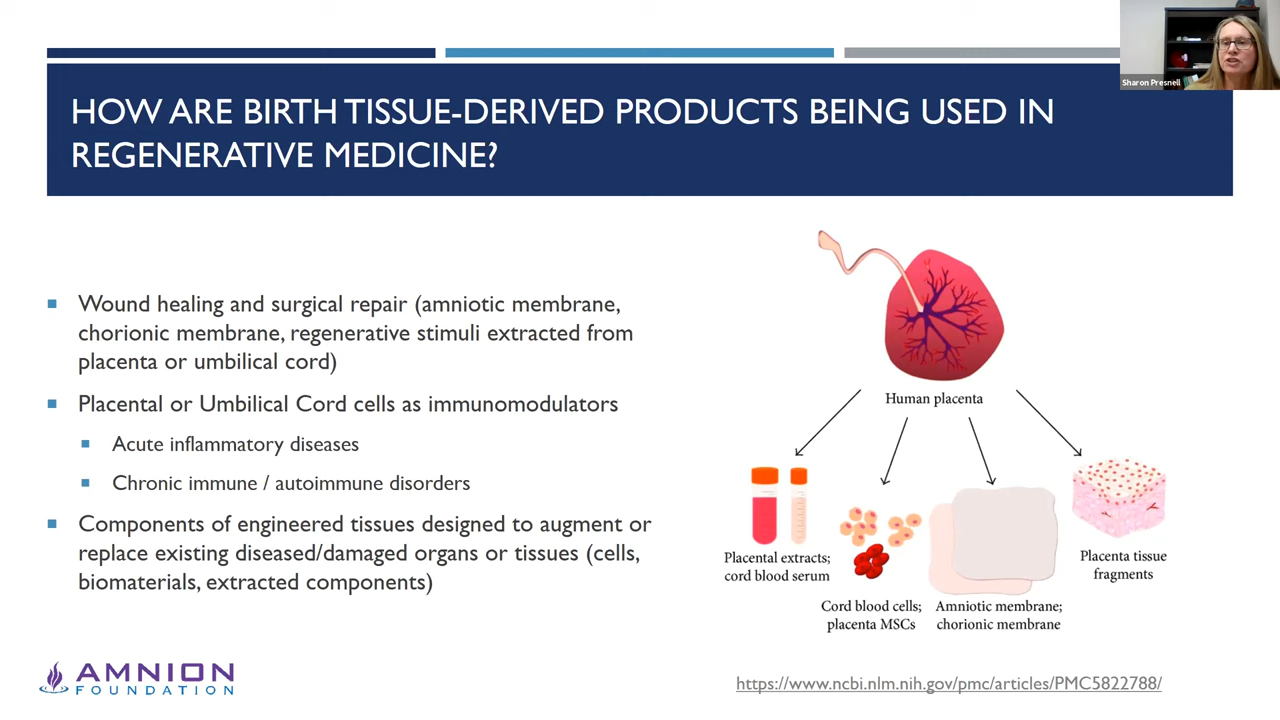 Sharon Presnell
HOW ARE BIRTH TISSUE-DERIVED PRODUCTS BEING USED IN
REGENERATIVE MEDICINE?
Wound healing and surgical repair (amniotic membrane,
chorionic membrane, regenerative stimuli extracted from
placenta or umbilical cord)
Placental or Umbilical Cord cells as immunomodulators
Acute inflammatory diseases
Chronic immune / autoimmune disorders
Components of engineered tissues designed to augment or
replace existing diseased/damaged organs or tissues (cells,
biomaterials, extracted components)
Human placenta
Placental extracts;
cord blood serum
Cord blood cells;
placenta MSCs
Amniotic membrane;
chorionic membrane
Placenta tissue
fragments
AMNION
FOUNDATION
https://www.ncbi.nlm.nih.gov/pmc/articles/PMC5822788/